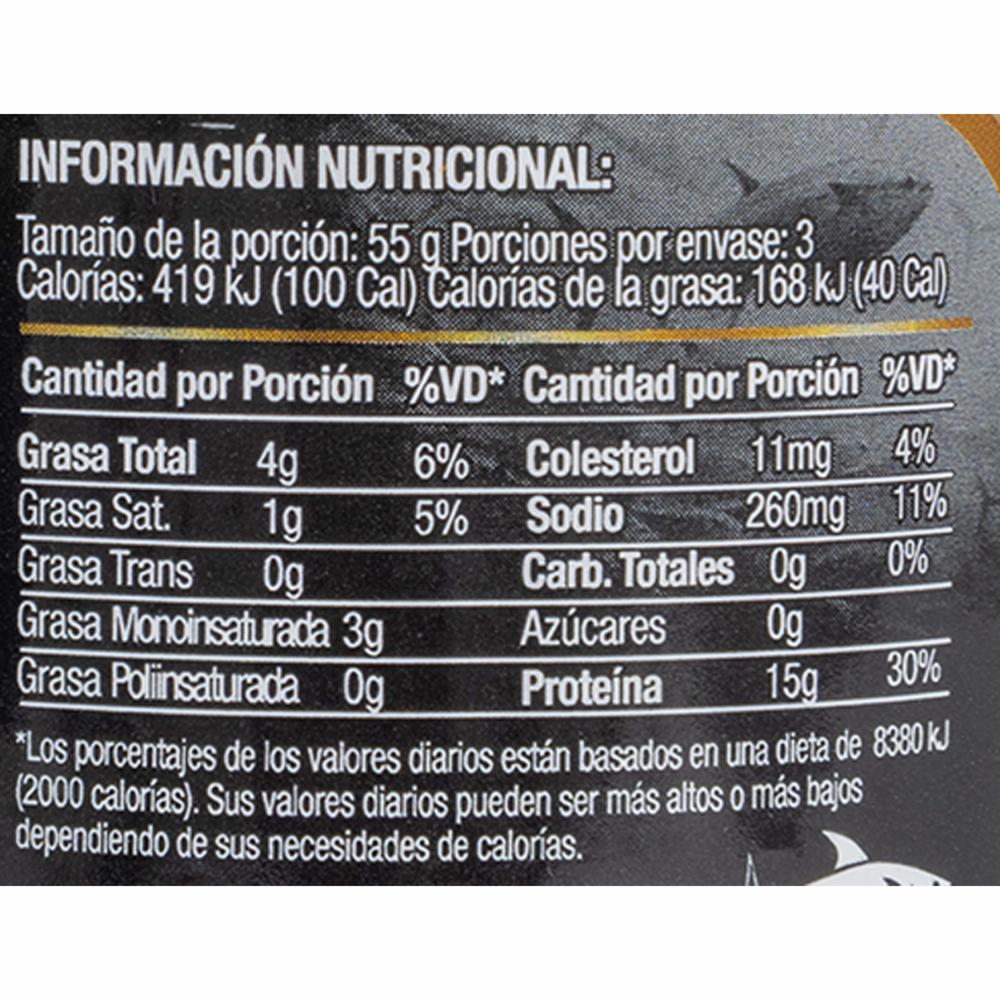 INFORMACIÓN NUTRICIONAL:
Tamaño de la porción: 55 g Porciones por envase: 3
Calorías: 419 kJ (100 Cal) Calorías de la grasa: 168 kJ (40 Cal)
Cantidad por Porción %VD* Cantidad por Porción %VD*
Grasa Total 4g 6% Colesterol 11mg 4%
Grasa Sat. 1g 5% Sodio 260mg 11%
Grasa Trans 0g Carb. Totales 0g 0%
Grasa Monoinsaturada 3g Azúcares 0g
Grasa Poliinsaturada 0g Proteína 15g 30%
*Los porcentajes de los valores diarios están basados en una dieta de 8380 kJ
(2000 calorías). Sus valores diarios pueden ser más altos o más bajos
dependiendo de sus necesidades de calorías.